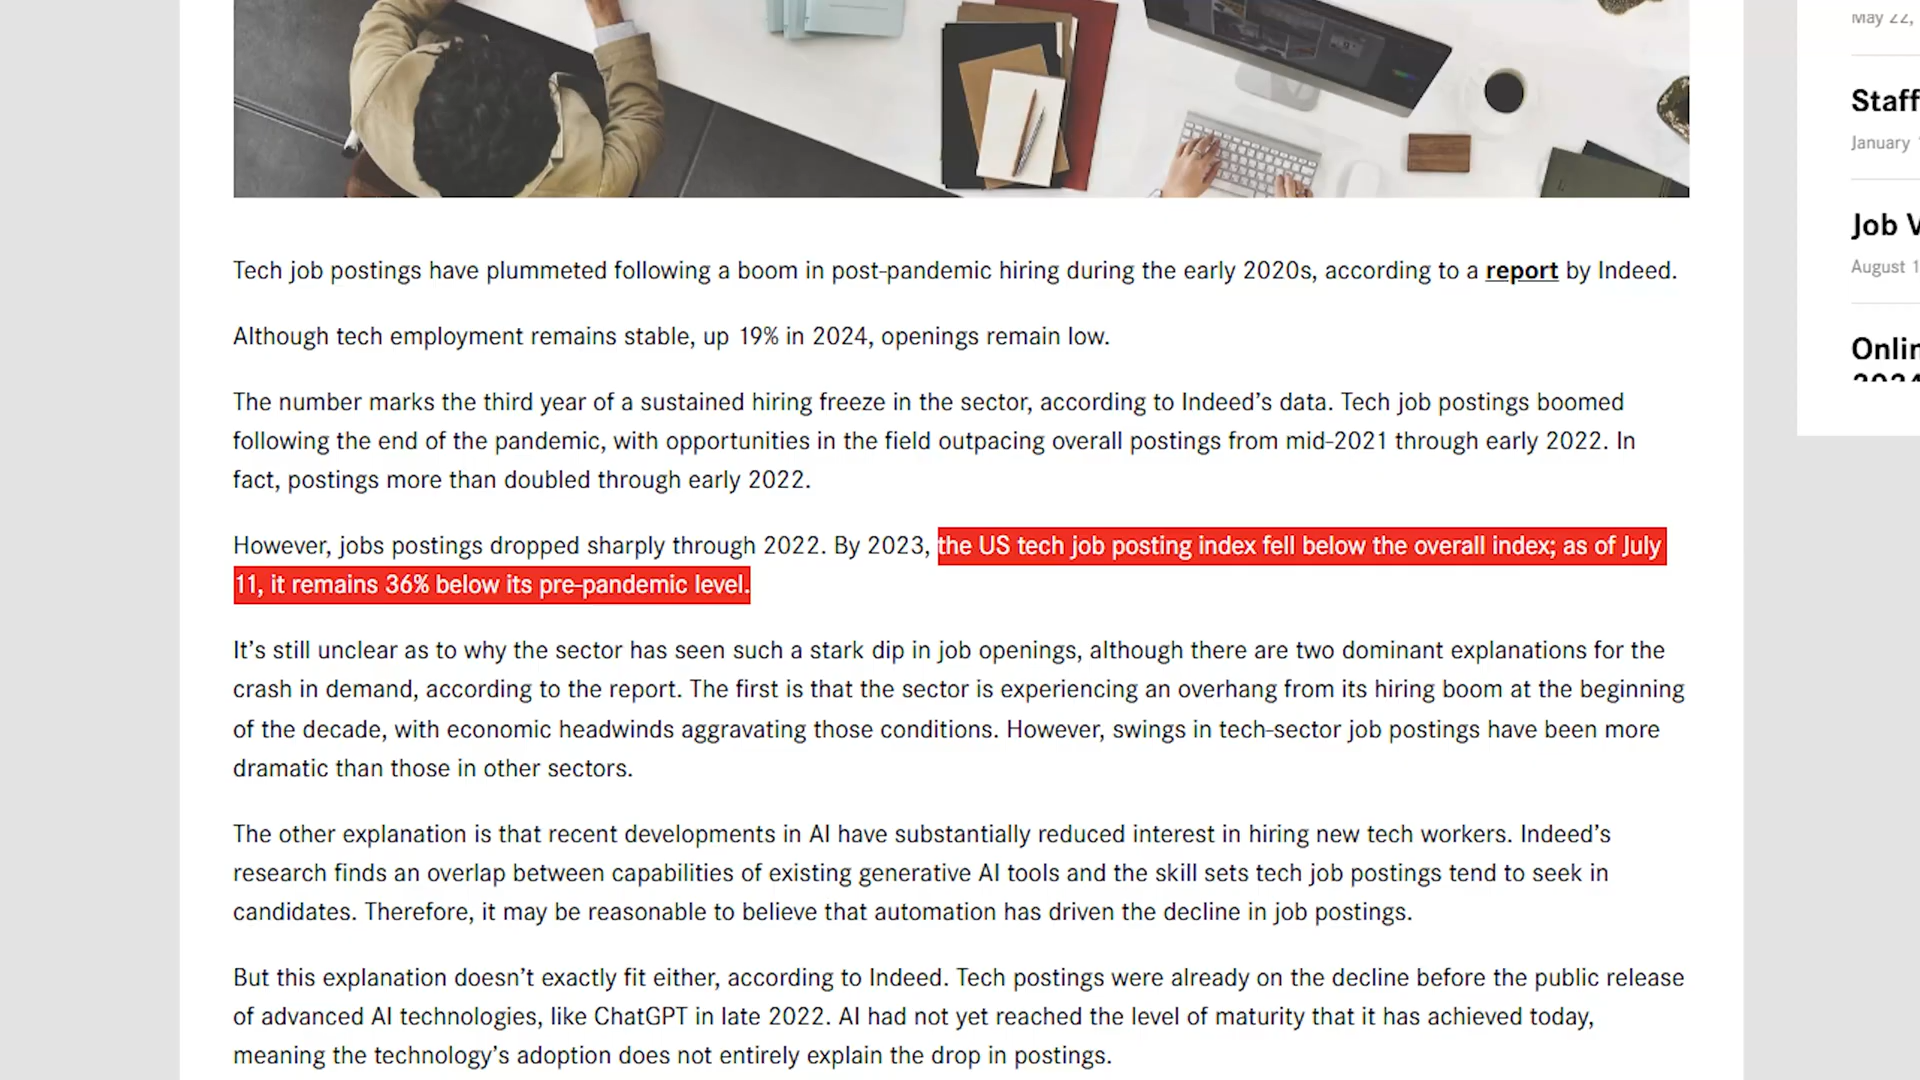 Tech job postings have plummeted following a boom in post-pandemic hiring during the early 2020s, according to a report by Indeed.
Although tech employment remains stable, up 19% in 2024, openings remain low.
The number marks the third year of a sustained hiring freeze in the sector, according to Indeed’s data. Tech job postings boomed
following the end of the pandemic, with opportunities in the field outpacing overall postings from mid-2021 through early 2022. In
fact, postings more than doubled through early 2022.
However, jobs postings dropped sharply through 2022. By 2023, the US tech job posting index fell below the overall index; as of July
11, it remains 36% below its pre-pandemic level.
It’s still unclear as to why the sector has seen such a stark dip in job openings, although there are two dominant explanations for the
crash in demand, according to the report. The first is that the sector is experiencing an overhang from its hiring boom at the beginning
of the decade, with economic headwinds aggravating those conditions. However, swings in tech-sector job postings have been more
dramatic than those in other sectors.
The other explanation is that recent developments in AI have substantially reduced interest in hiring new tech workers. Indeed’s
research finds an overlap between capabilities of existing generative AI tools and the skill sets tech job postings tend to seek in
candidates. Therefore, it may be reasonable to believe that automation has driven the decline in job postings.
But this explanation doesn’t exactly fit either, according to Indeed. Tech postings were already on the decline before the public release
of advanced AI technologies, like ChatGPT in late 2022. AI had not yet reached the level of maturity that it has achieved today,
meaning the technology’s adoption does not entirely explain the drop in postings.
May 22,
Staff
January
Job
August 1